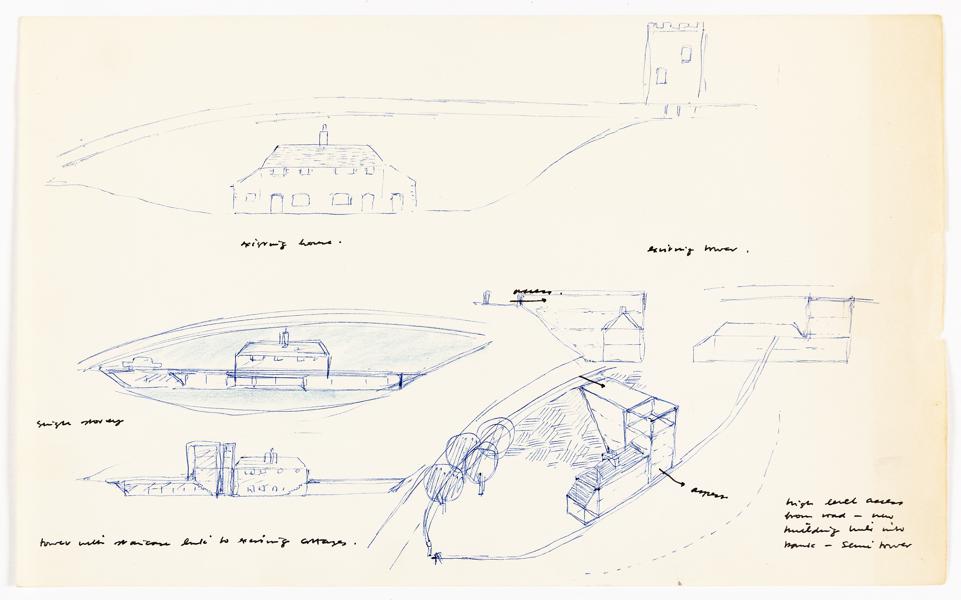 existing house.
existing tower.
access.
single storey
access
tower with staircase link to existing cottages.
high level access
from road - new
building links into
bank - semi tower